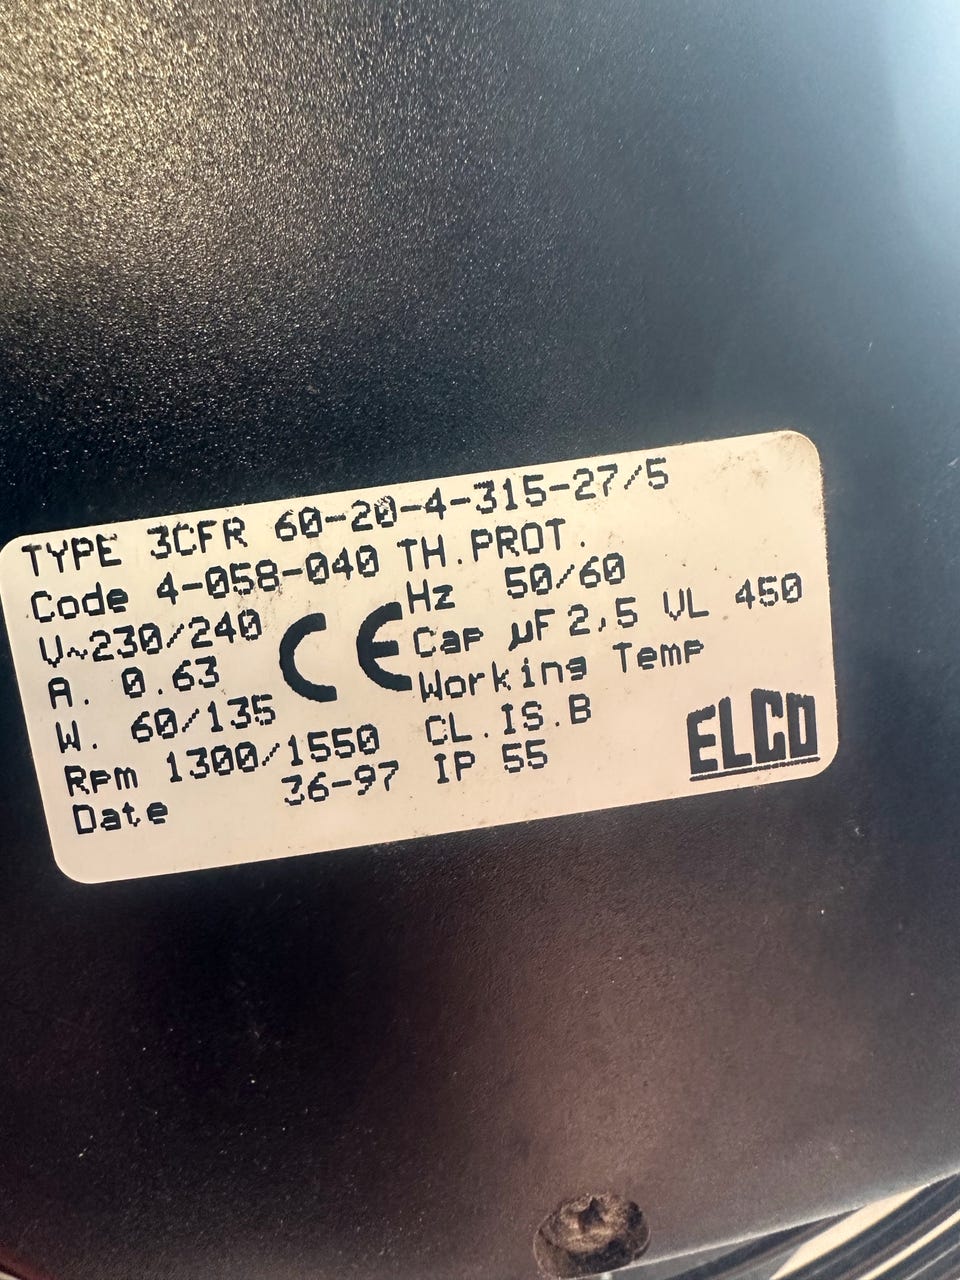 TYPE 3CFR 60-20-4-315-27/5
Code 4-058-040 TH.PROT.
V~230/240 Hz 50/60
A. 0.63 CE Cap µF 2,5 VL 450
W. 60/135 Working Temp
Rpm 1300/1550 CL.IS.B
Date 36-97 IP 55
ELCO